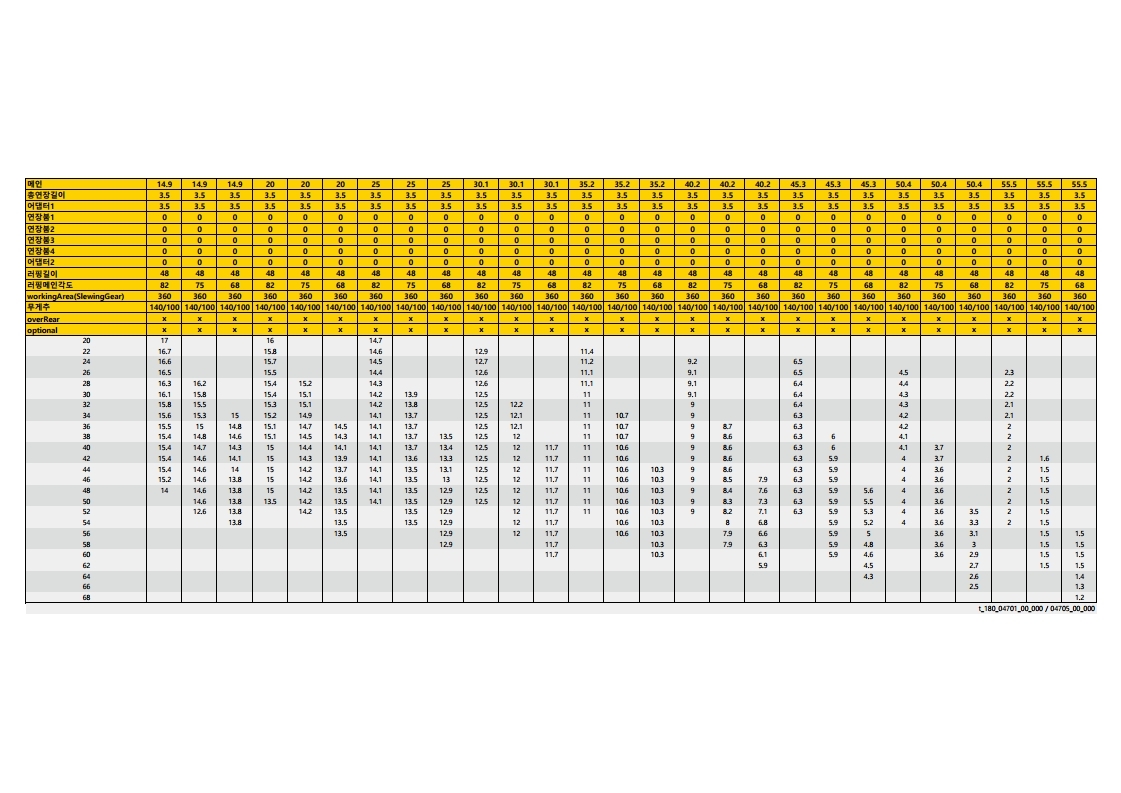 메인 14.9 14.9 14.9 20 20 20 25 25 25 30.1 30.1 30.1 35.2 35.2 35.2 40.2 40.2 40.2 45.3 45.3 45.3 50.4 50.4 50.4 55.5 55.5 55.5
총연장길이 3.5 3.5 3.5 3.5 3.5 3.5 3.5 3.5 3.5 3.5 3.5 3.5 3.5 3.5 3.5 3.5 3.5 3.5 3.5 3.5 3.5 3.5 3.5 3.5 3.5 3.5 3.5
어댑터1 3.5 3.5 3.5 3.5 3.5 3.5 3.5 3.5 3.5 3.5 3.5 3.5 3.5 3.5 3.5 3.5 3.5 3.5 3.5 3.5 3.5 3.5 3.5 3.5 3.5 3.5 3.5
연장붐1 0 0 0 0 0 0 0 0 0 0 0 0 0 0 0 0 0 0 0 0 0 0 0 0 0 0 0
연장붐2 0 0 0 0 0 0 0 0 0 0 0 0 0 0 0 0 0 0 0 0 0 0 0 0 0 0 0
연장붐3 0 0 0 0 0 0 0 0 0 0 0 0 0 0 0 0 0 0 0 0 0 0 0 0 0 0 0
연장붐4 0 0 0 0 0 0 0 0 0 0 0 0 0 0 0 0 0 0 0 0 0 0 0 0 0 0 0
어댑터2 0 0 0 0 0 0 0 0 0 0 0 0 0 0 0 0 0 0 0 0 0 0 0 0 0 0 0
러핑길이 48 48 48 48 48 48 48 48 48 48 48 48 48 48 48 48 48 48 48 48 48 48 48 48 48 48 48
러핑메인각도 82 75 68 82 75 68 82 75 68 82 75 68 82 75 68 82 75 68 82 75 68 82 75 68 82 75 68
workingArea(SlewingGear) 360 360 360 360 360 360 360 360 360 360 360 360 360 360 360 360 360 360 360 360 360 360 360 360 360 360 360
무게추 140/100 140/100 140/100 140/100 140/100 140/100 140/100 140/100 140/100 140/100 140/100 140/100 140/100 140/100 140/100 140/100 140/100 140/100 140/100 140/100 140/100 140/100 140/100 140/100 140/100 140/100 140/100
overRear x x x x x x x x x x x x x x x x x x x x x x x x x x x
optional x x x x x x x x x x x x x x x x x x x x x x x x x x x
20 17 16 14.7
22 16.7 15.8 14.6 12.9 11.4
24 16.6 15.7 14.5 12.7 11.2 9.2 6.5
26 16.5 15.5 14.4 12.6 11.1 9.1 6.5 4.5 2.3
28 16.3 16.2 15.4 15.2 14.3 12.6 11.1 9.1 6.4 4.4 2.2
30 16.1 15.8 15.4 15.1 14.3 13.9 12.5 11 9.1 6.4 4.3 2.2
32 15.8 15.5 15.3 15.1 14.2 13.8 12.5 12.2 11 9 6.4 4.3 2.1
34 15.6 15.3 15 15.2 14.9 14.1 13.7 12.5 12.1 11 10.7 9 6.3 4.2 2.1
36 15.5 15 14.8 15.1 14.7 14.5 14.1 13.7 12.5 12.1 11 10.7 9 8.7 6.3 4.2 2
38 15.4 14.8 14.6 15.1 14.5 14.3 14.1 13.7 13.5 12.5 12 11 10.7 9 8.6 6.3 6 4.1 2
40 15.4 14.7 14.3 15 14.4 14.1 14.1 13.7 13.4 12.5 12 11.7 11 10.6 9 8.6 6.3 6 4.1 3.7 2
42 15.4 14.6 14.1 15 14.3 13.9 14.1 13.6 13.3 12.5 12 11.7 11 10.6 9 8.6 6.3 5.9 4 3.7 2 1.6
44 15.4 14.6 14 15 14.2 13.7 14.1 13.5 13.1 12.5 12 11.7 11 10.6 10.3 9 8.6 6.3 5.9 4 3.6 2 1.5
46 15.2 14.6 13.8 15 14.2 13.6 14.1 13.5 13 12.5 12 11.7 11 10.6 10.3 9 8.5 7.9 6.3 5.9 4 3.6 2 1.5
48 14 14.6 13.8 15 14.2 13.5 14.1 13.5 12.9 12.5 12 11.7 11 10.6 10.3 9 8.4 7.6 6.3 5.9 5.6 4 3.6 2 1.5
50 14.6 13.8 13.5 14.2 13.5 14.1 13.5 12.9 12.5 12 11.7 11 10.6 10.3 9 8.3 7.3 6.3 5.9 5.5 4 3.6 2 1.5
52 12.6 13.8 14.2 13.5 13.5 12.9 12 11.7 11 10.6 10.3 9 8.2 7.1 6.3 5.9 5.3 4 3.6 3.5 2 1.5
54 13.8 13.5 13.5 12.9 12 11.7 10.6 10.3 8 6.8 5.9 5.2 4 3.6 3.3 2 1.5
56 13.5 12.9 12 11.7 10.6 10.3 7.9 6.6 5.9 5 3.6 3.1 1.5 1.5
58 12.9 11.7 10.3 7.9 6.3 5.9 4.8 3.6 3 1.5 1.5
60 11.7 10.3 6.1 5.9 4.6 3.6 2.9 1.5 1.5
62 5.9 4.5 2.7 1.5 1.5
64 4.3 2.6 1.4
66 2.5 1.3
68 1.2
t_180_04701_00_000 / 04705_00_000